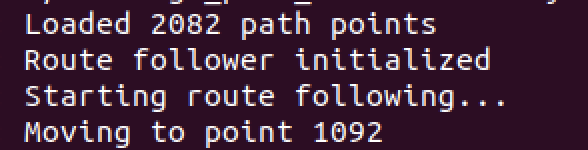 Loaded 2082 path points
Route follower initialized
Starting route following...
Moving to point 1092